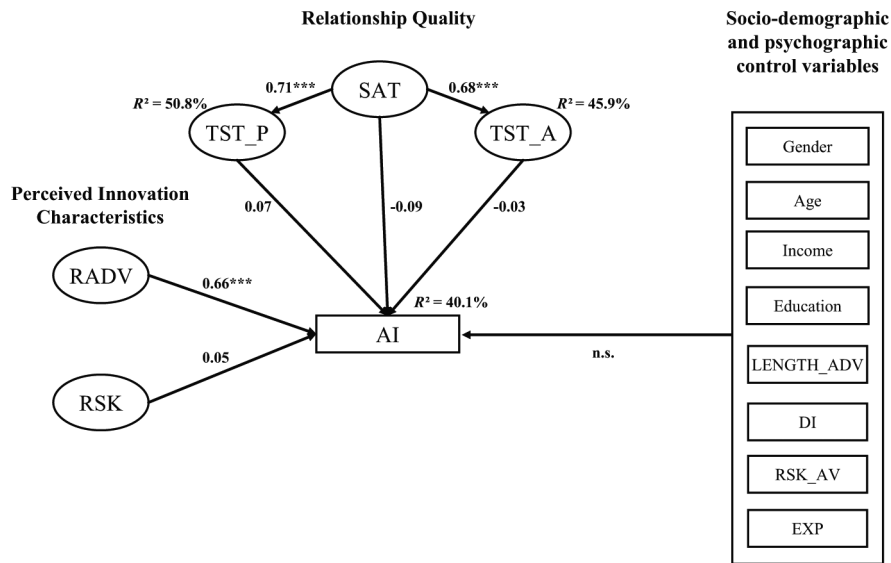 Relationship Quality
Socio-demographic
and psychographic
control variables
R² = 50.8%
0.71***
SAT
0.68***
R² = 45.9%
TST_P
TST_A
Gender
Perceived Innovation
Characteristics
0.07
-0.09
-0.03
Age
Income
RADV
0.66***
R² = 40.1%
Education
AI
n.s.
0.05
LENGTH_ADV
RSK
DI
RSK_AV
EXP